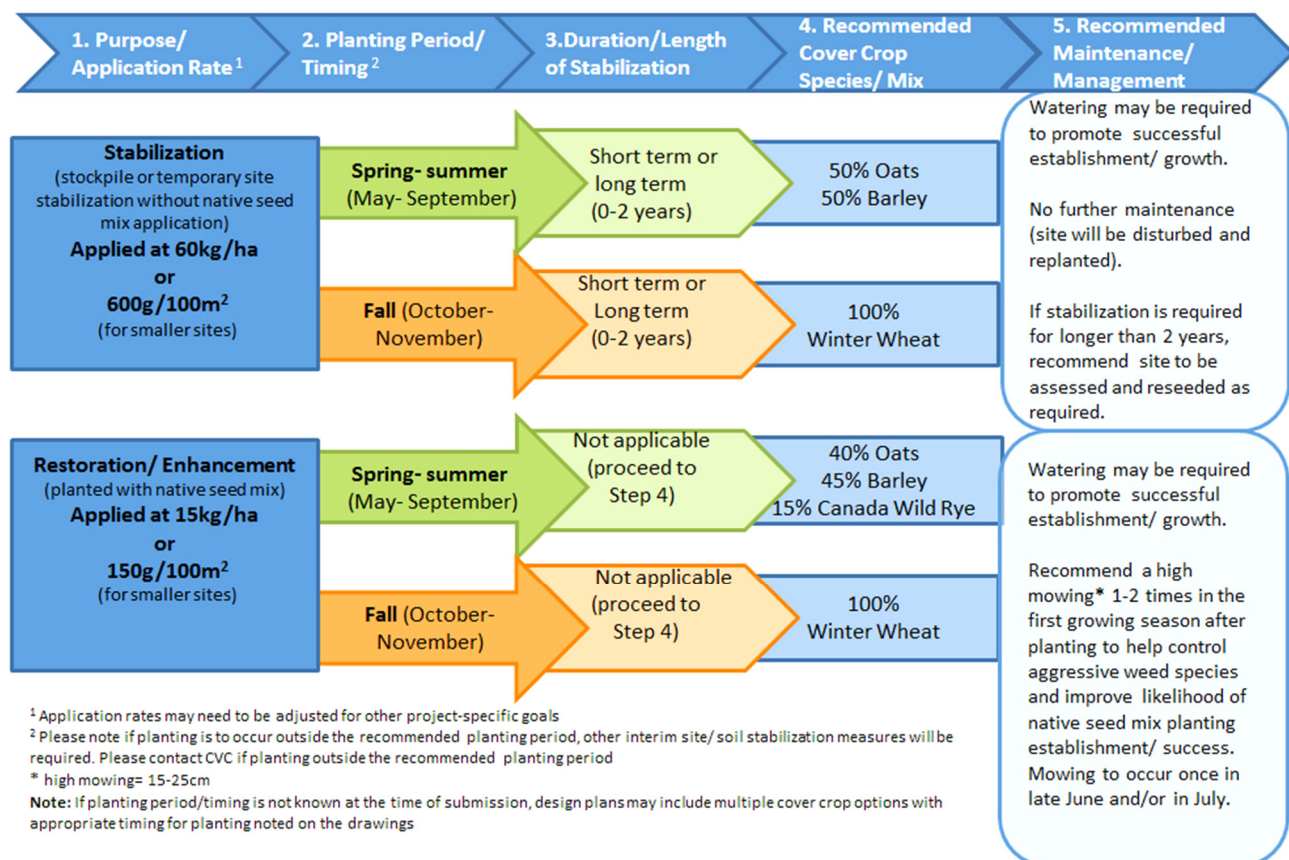 1. Purpose/
Application Rate1
2. Planting Period/
Timing2
3.Duration/Length
of Stabilization
4. Recommended
Cover Crop
Species/ Mix
5. Recommended
Maintenance/
Management
Stabilization
(stockpile or temporary site
stabilization without native seed
mix application)
Applied at 60kg/ha
or
600g/100m2
(for smaller sites)
Spring- summer
(May- September)
Short term or
long term
(0-2 years)
50% Oats
50% Barley
Fall (October-
November)
Short term or
Long term
(0-2 years)
100%
Winter Wheat
Watering may be required
to promote successful
establishment/ growth.
No further maintenance
(site will be disturbed and
replanted).
If stabilization is required
for longer than 2 years,
recommend site to be
assessed and reseeded as
required.
Restoration/ Enhancement
(planted with native seed mix)
Applied at 15kg/ha
or
150g/100m2
(for smaller sites)
Spring- summer
(May- September)
Not applicable
(proceed to
Step 4)
40% Oats
45% Barley
15% Canada Wild Rye
Fall (October-
November)
Not applicable
(proceed to
Step 4)
100%
Winter Wheat
Watering may be required
to promote successful
establishment/ growth.
Recommend a high
mowing* 1-2 times in the
first growing season after
planting to help control
aggressive weed species
and improve likelihood of
native seed mix planting
establishment/ success.
Mowing to occur once in
late June and/or in July.
1 Application rates may need to be adjusted for other project-specific goals
2 Please note if planting is to occur outside the recommended planting period, other interim site/ soil stabilization measures will be
required. Please contact CVC if planting outside the recommended planting period
* high mowing= 15-25cm
Note: If planting period/timing is not known at the time of submission, design plans may include multiple cover crop options with
appropriate timing for planting noted on the drawings